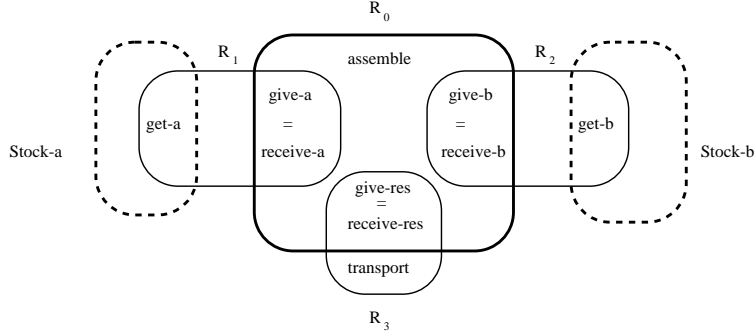 R0
R1
R2
assemble
give-a
=
receive-a
give-b
=
receive-b
get-a
get-b
Stock-a
Stock-b
give-res
=
receive-res
transport
R3